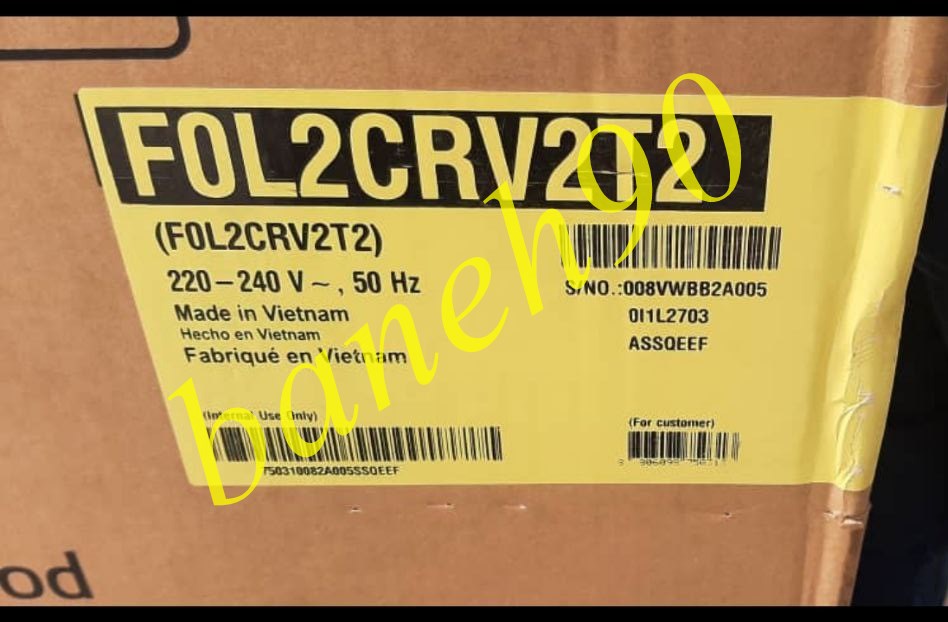 F0L2CRV2T2
(F0L2CRV2T2)
220-240 V ~ , 50 Hz
Made in Vietnam
Hecho en Vietnam
Fabriqué en Vietnam
S/NO.:008VWBB2A005
0I1L2703
ASSQEEF
(Internal Use Only)
750310082A005SSQEEF
(For customer)
baneh90
od